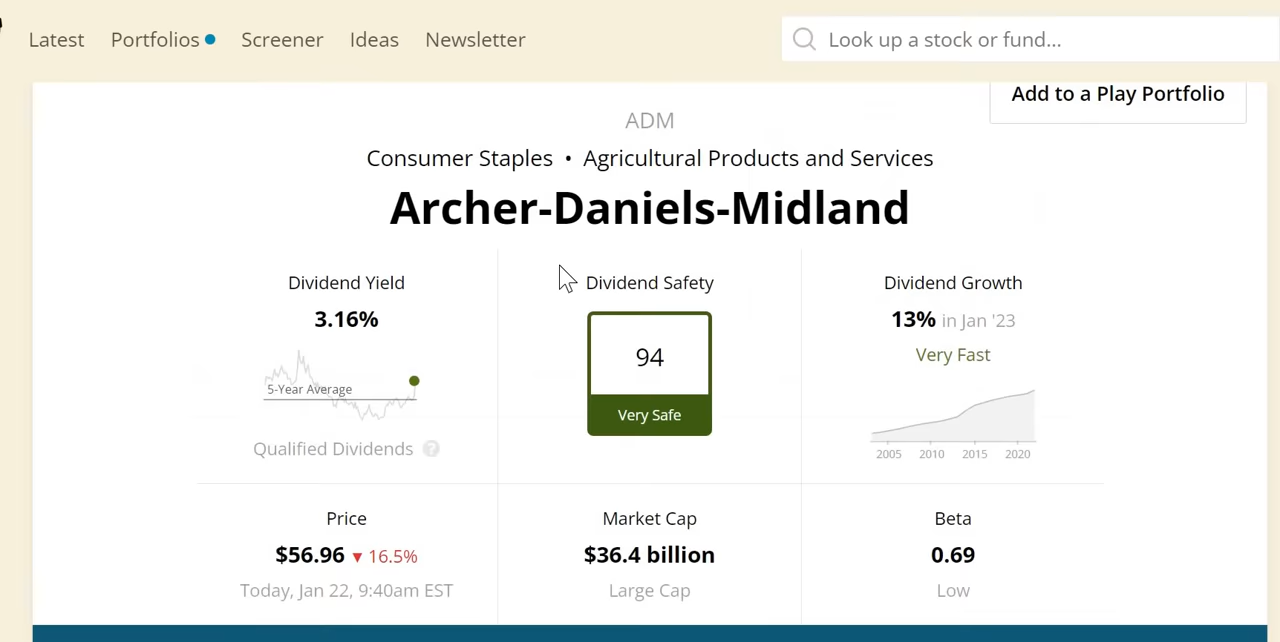 Latest Portfolios Screener Ideas Newsletter
Look up a stock or fund...
Add to a Play Portfolio
ADM
Consumer Staples • Agricultural Products and Services
Archer-Daniels-Midland
Dividend Yield
3.16%
5-Year Average
Qualified Dividends ?
Dividend Safety
94
Very Safe
Dividend Growth
13% in Jan '23
Very Fast
2005 2010 2015 2020
Price
$56.96 ▼ 16.5%
Today, Jan 22, 9:40am EST
Market Cap
$36.4 billion
Large Cap
Beta
0.69
Low